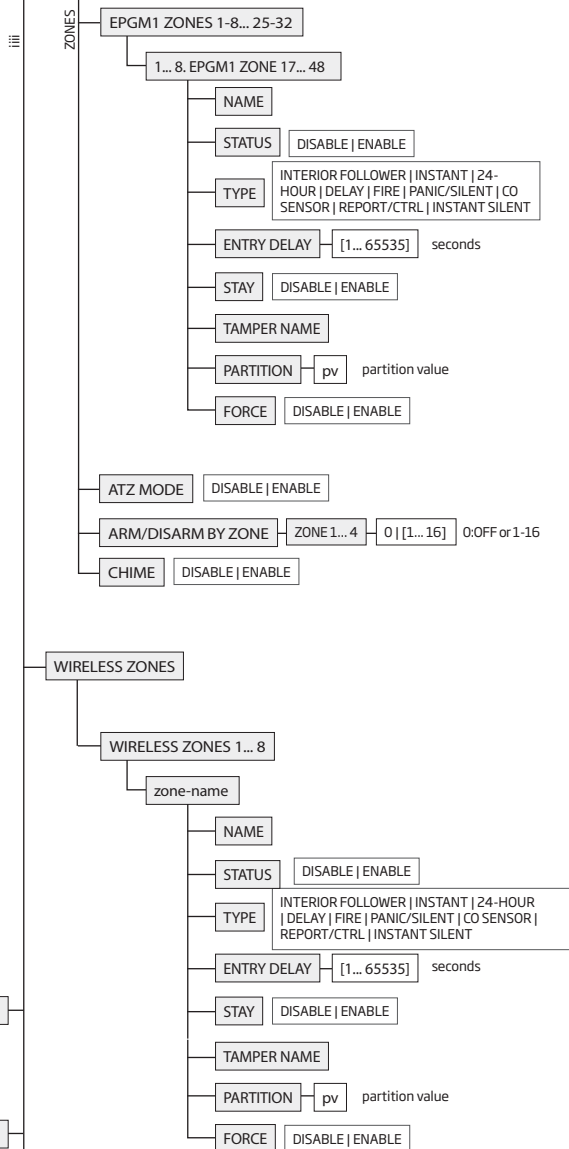 iiii
ZONES
EPGM1 ZONES 1-8... 25-32
1... 8. EPGM1 ZONE 17... 48
NAME
STATUS DISABLE | ENABLE
TYPE INTERIOR FOLLOWER | INSTANT | 24-
HOUR | DELAY | FIRE | PANIC/SILENT | CO
SENSOR | REPORT/CTRL | INSTANT SILENT
ENTRY DELAY [1... 65535] seconds
STAY DISABLE | ENABLE
TAMPER NAME
PARTITION pv partition value
FORCE DISABLE | ENABLE
ATZ MODE DISABLE | ENABLE
ARM/DISARM BY ZONE ZONE 1... 4 0 | [1... 16] 0:OFF or 1-16
CHIME DISABLE | ENABLE
WIRELESS ZONES
WIRELESS ZONES 1... 8
zone-name
NAME
STATUS DISABLE | ENABLE
TYPE INTERIOR FOLLOWER | INSTANT | 24-HOUR
| DELAY | FIRE | PANIC/SILENT | CO SENSOR |
REPORT/CTRL | INSTANT SILENT
ENTRY DELAY [1... 65535] seconds
STAY DISABLE | ENABLE
TAMPER NAME
PARTITION pv partition value
FORCE DISABLE | ENABLE